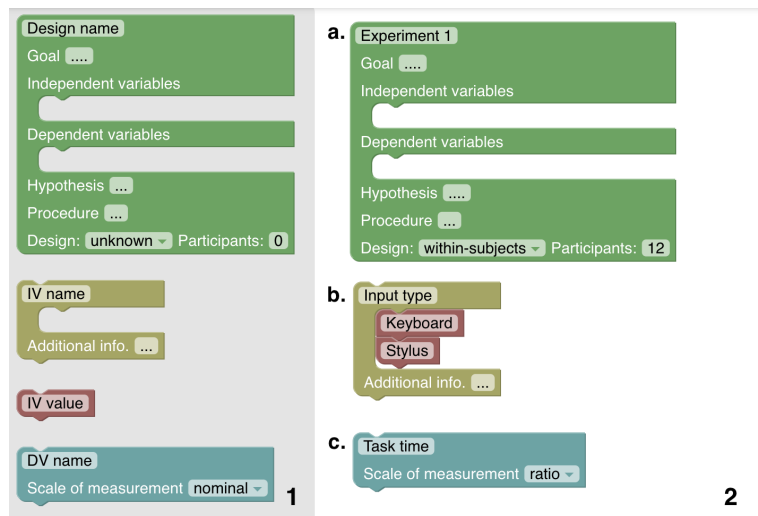 Design name
Goal ....
Independent variables
Dependent variables
Hypothesis ...
Procedure ...
Design: unknown Participants: 0
IV name
Additional info. ...
IV value
DV name
Scale of measurement nominal
1
a. Experiment 1
Goal ....
Independent variables
Dependent variables
Hypothesis ....
Procedure ...
Design: within-subjects Participants: 12
b. Input type
Keyboard
Stylus
Additional info. ...
c. Task time
Scale of measurement ratio
2